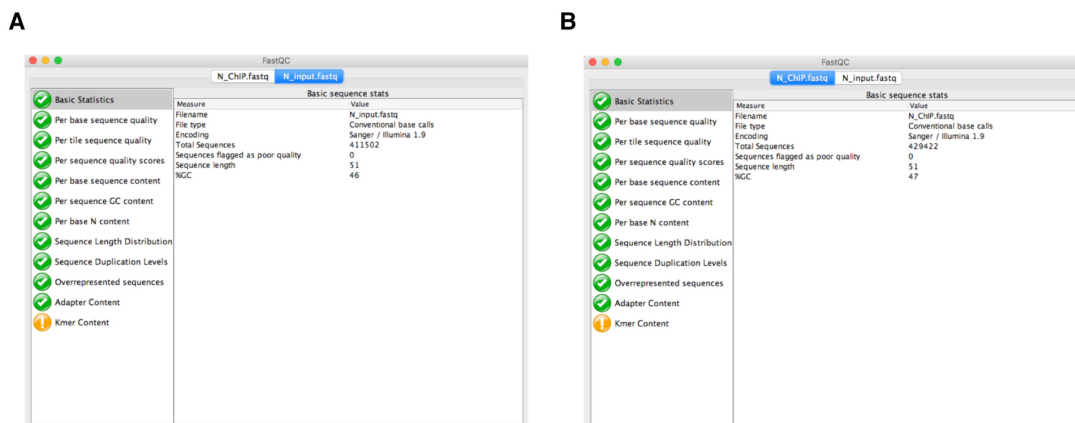 A
FastQC
N_ChIP.fastq N_input.fastq
Basic Statistics
Per base sequence quality
Per tile sequence quality
Per sequence quality scores
Per base sequence content
Per sequence GC content
Per base N content
Sequence Length Distribution
Sequence Duplication Levels
Overrepresented sequences
Adapter Content
Kmer Content
Basic sequence stats
Measure Value
Filename N_input.fastq
File type Conventional base calls
Encoding Sanger / Illumina 1.9
Total Sequences 411502
Sequences flagged as poor quality 0
Sequence length 51
%GC 46
B
FastQC
N_ChIP.fastq N_input.fastq
Basic Statistics
Per base sequence quality
Per tile sequence quality
Per sequence quality scores
Per base sequence content
Per sequence GC content
Per base N content
Sequence Length Distribution
Sequence Duplication Levels
Overrepresented sequences
Adapter Content
Kmer Content
Basic sequence stats
Measure Value
Filename N_ChIP.fastq
File type Conventional base calls
Encoding Sanger / Illumina 1.9
Total Sequences 429422
Sequences flagged as poor quality 0
Sequence length 51
%GC 47